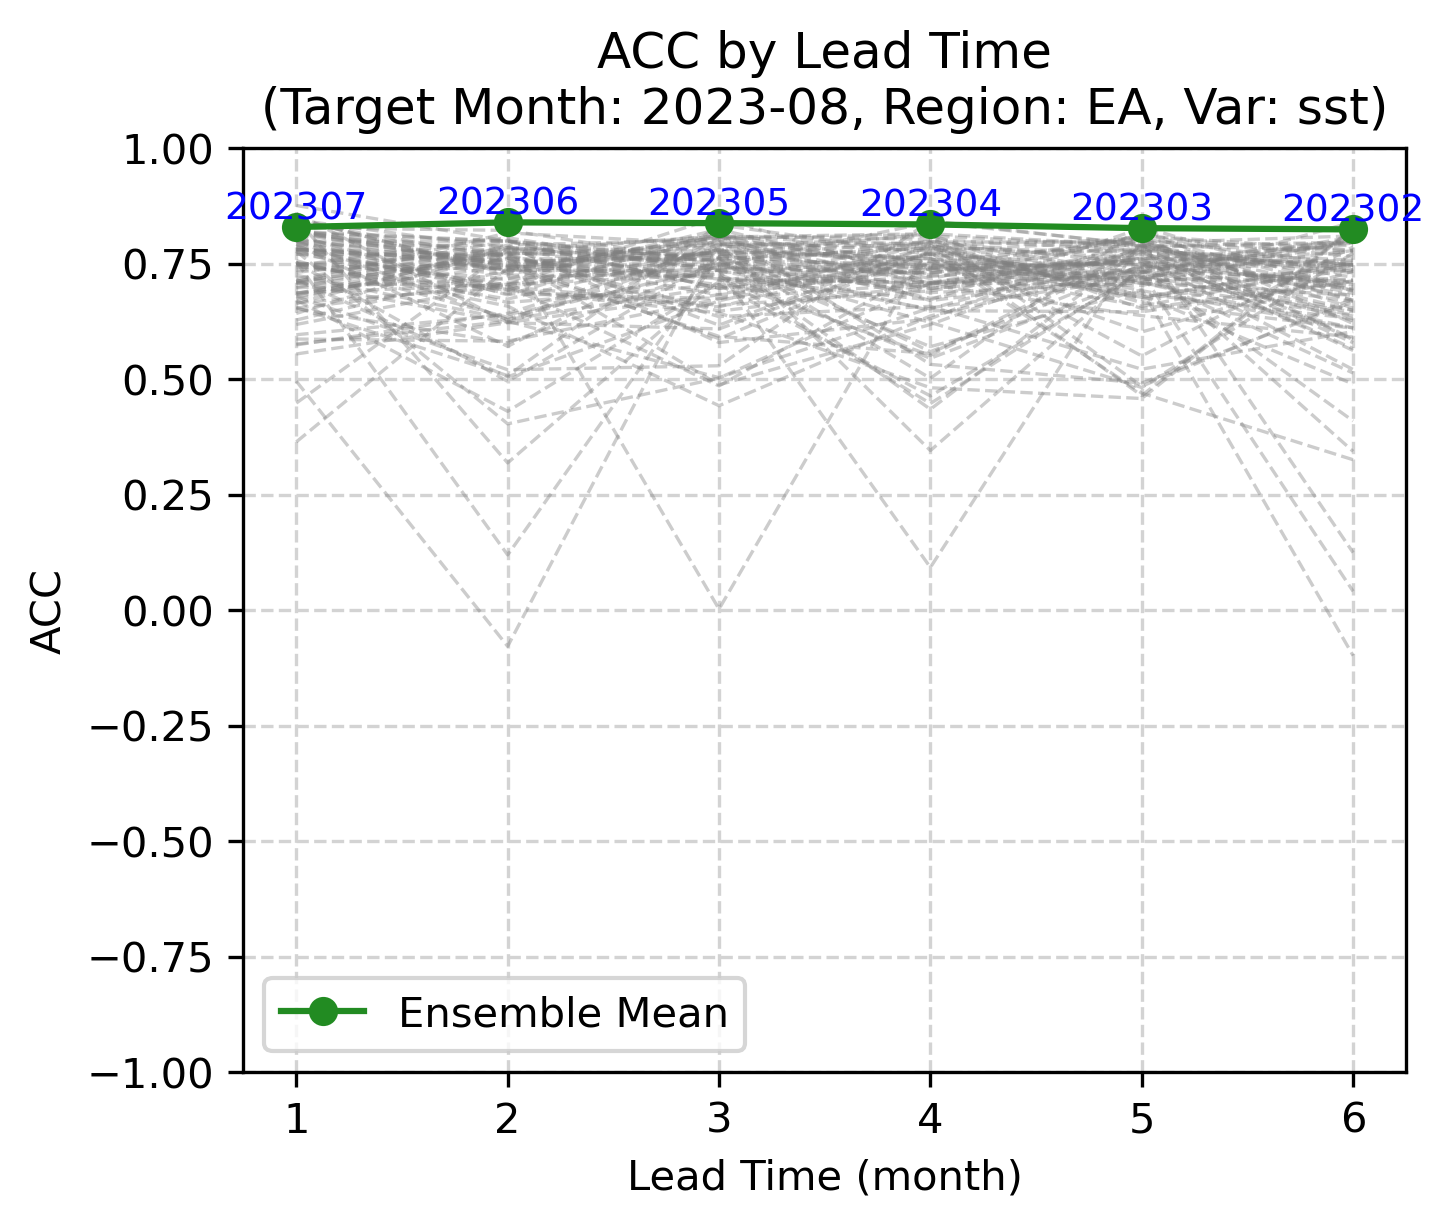 ACC by Lead Time
(Target Month: 2023-08, Region: EA, Var: sst)
1.00
0.75
0.50
0.25
0.00
−0.25
−0.50
−0.75
−1.00
ACC
202307 202306 202305 202304 202303 202302
Ensemble Mean
1 2 3 4 5 6
Lead Time (month)